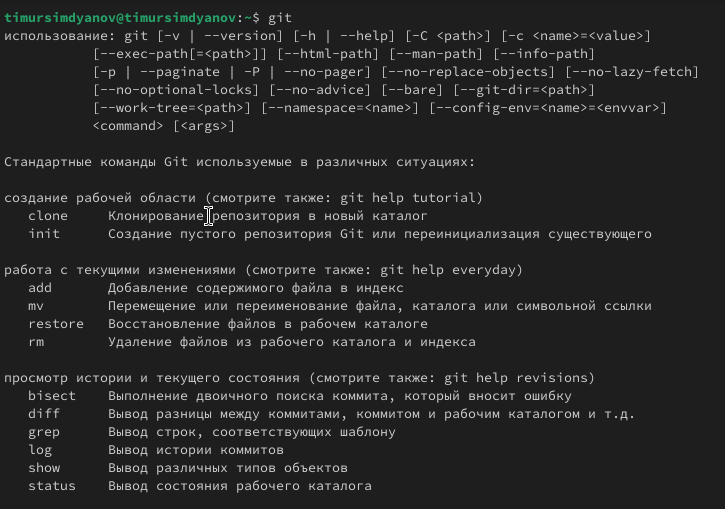 timursimdyanov@timursimdyanov:~$ git
использование: git [-v | --version] [-h | --help] [-C <path>] [-c <name>=<value>]
[--exec-path[=<path>]] [--html-path] [--man-path] [--info-path]
[-p | --paginate | -P | --no-pager] [--no-replace-objects] [--no-lazy-fetch]
[--no-optional-locks] [--no-advice] [--bare] [--git-dir=<path>]
[--work-tree=<path>] [--namespace=<name>] [--config-env=<name>=<envvar>]
<command> [<args>]
Стандартные команды Git используемые в различных ситуациях:
создание рабочей области (смотрите также: git help tutorial)
clone Клонирование репозитория в новый каталог
init Создание пустого репозитория Git или переинициализация существующего
работа с текущими изменениями (смотрите также: git help everyday)
add Добавление содержимого файла в индекс
mv Перемещение или переименование файла, каталога или символьной ссылки
restore Восстановление файлов в рабочем каталоге
rm Удаление файлов из рабочего каталога и индекса
просмотр истории и текущего состояния (смотрите также: git help revisions)
bisect Выполнение двоичного поиска коммита, который вносит ошибку
diff Вывод разницы между коммитами, коммитом и рабочим каталогом и т.д.
grep Вывод строк, соответствующих шаблону
log Вывод истории коммитов
show Вывод различных типов объектов
status Вывод состояния рабочего каталога